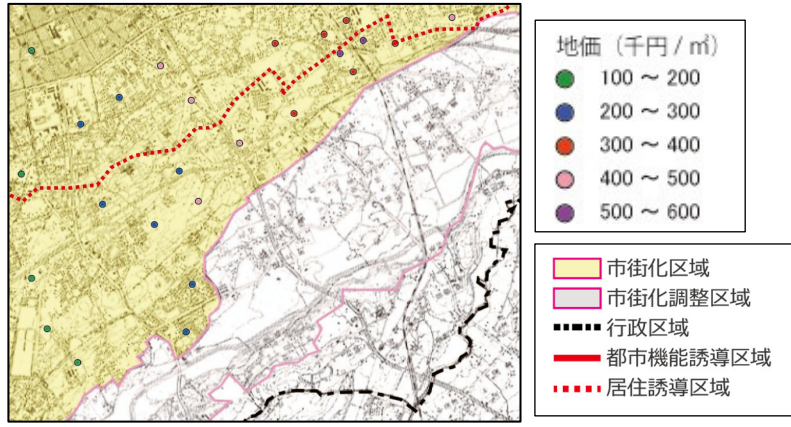 地価（千円 / ㎡）
100 ～ 200
200 ～ 300
300 ～ 400
400 ～ 500
500 ～ 600
市街化区域
市街化調整区域
行政区域
都市機能誘導区域
居住誘導区域